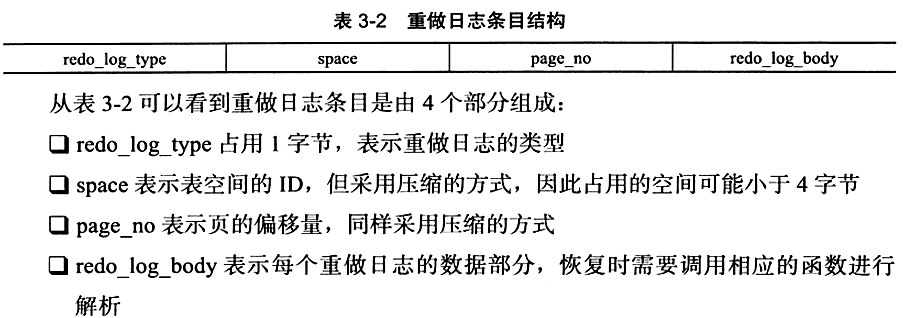 表 3-2 重做日志条目结构
redo_log_type space page_no redo_log_body
从表 3-2 可以看到重做日志条目是由 4 个部分组成：
❑ redo_log_type 占用 1 字节，表示重做日志的类型
❑ space 表示表空间的 ID，但采用压缩的方式，因此占用的空间可能小于 4 字节
❑ page_no 表示页的偏移量，同样采用压缩的方式
❑ redo_log_body 表示每个重做日志的数据部分，恢复时需要调用相应的函数进行
解析